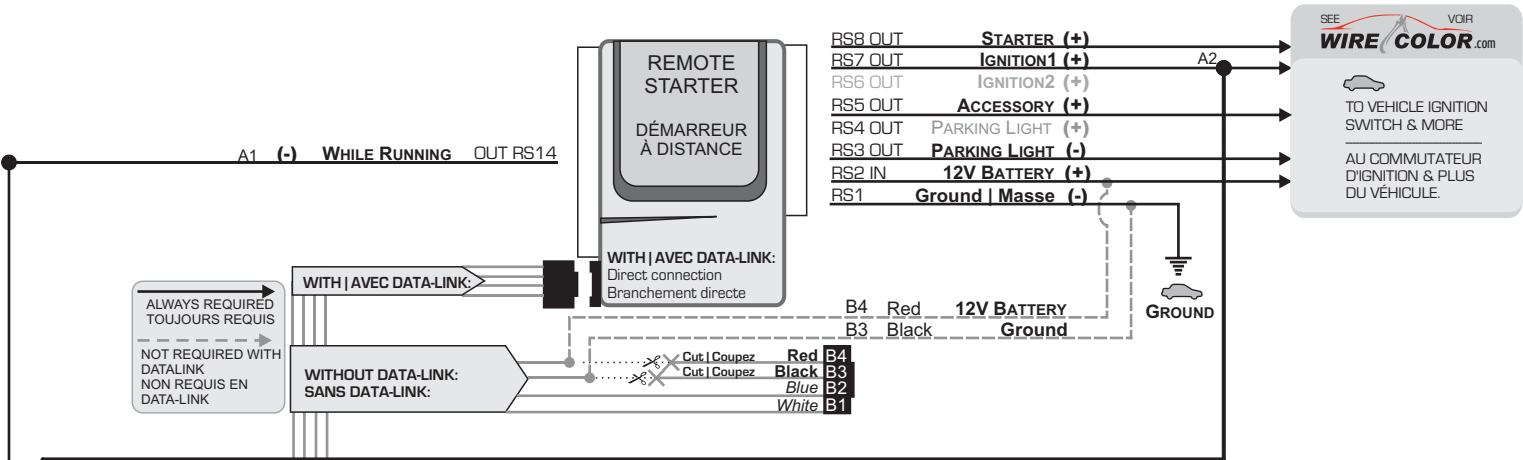 SEE VOIR
WIRECOLOR.com
TO VEHICLE IGNITION
SWITCH & MORE
AU COMMUTATEUR
D'IGNITION & PLUS
DU VÉHICULE.
REMOTE
STARTER
DÉMARREUR
À DISTANCE
RS8 OUT STARTER (+)
RS7 OUT IGNITION1 (+) A2
RS6 OUT IGNITION2 (+)
RS5 OUT ACCESSORY (+)
RS4 OUT PARKING LIGHT (+)
RS3 OUT PARKING LIGHT (-)
RS2 IN 12V BATTERY (+)
RS1 Ground | Masse (-)
A1 (-) WHILE RUNNING OUT RS14
WITH | AVEC DATA-LINK:
Direct connection
Branchement directe
WITH | AVEC DATA-LINK:
ALWAYS REQUIRED
TOUJOURS REQUIS
NOT REQUIRED WITH
DATALINK
NON REQUIS EN
DATA-LINK
GROUND
B4 Red 12V BATTERY
B3 Black Ground
WITHOUT DATA-LINK:
SANS DATA-LINK:
Cut | Coupez Red B4
Cut | Coupez Black B3
Blue B2
White B1